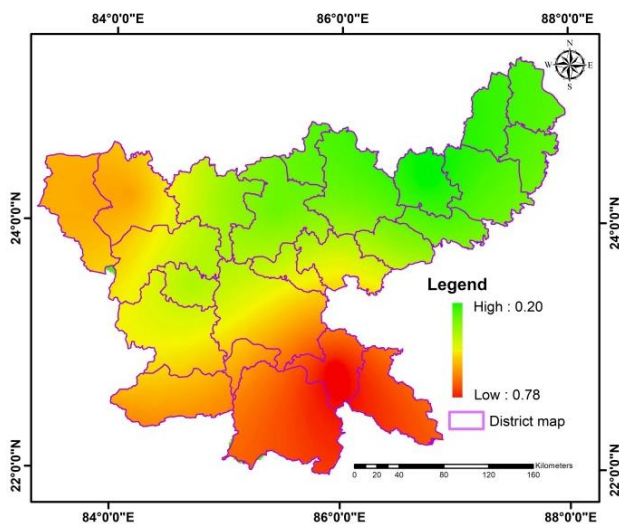 84°0'0"E 86°0'0"E 88°0'0"E
N
W E
S
24°0'0"N 24°0'0"N
Legend
High : 0.20
Low : 0.78
District map
22°0'0"N 22°0'0"N
Kilometers
0 10 20 40 80 120 160
84°0'0"E 86°0'0"E 88°0'0"E